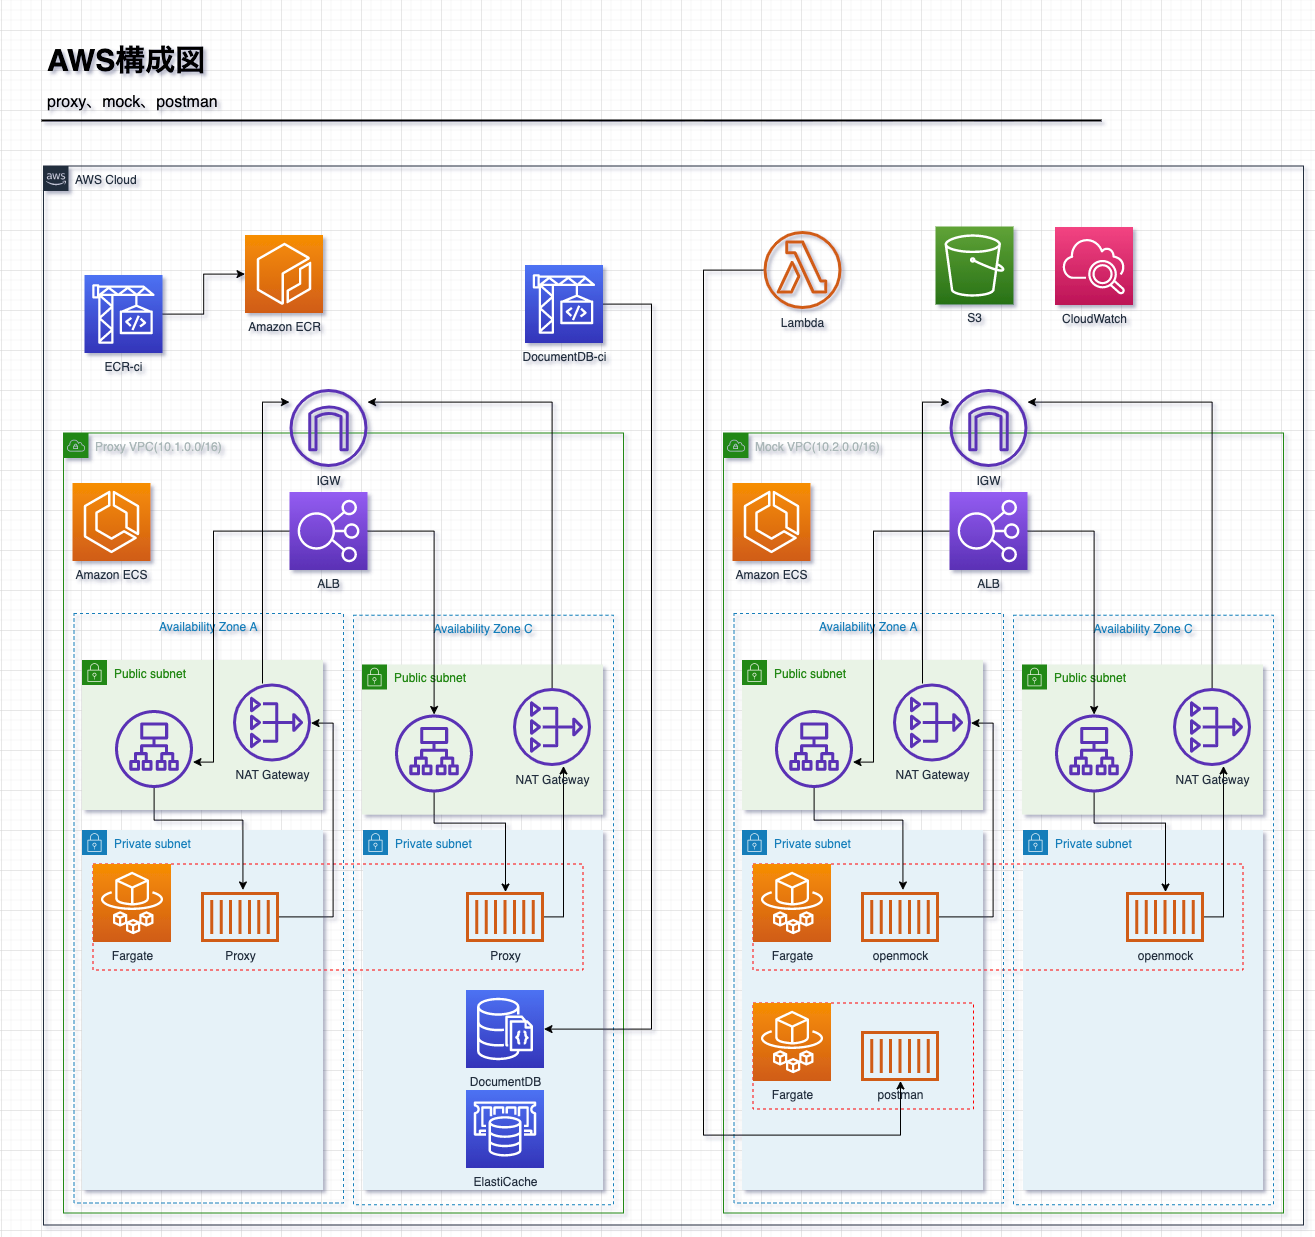 AWS構成図
proxy、mock、postman
aws
AWS Cloud
ECR-ci
Amazon ECR
DocumentDB-ci
Lambda
S3
CloudWatch
Proxy VPC(10.1.0.0/16)
IGW
Amazon ECS
ALB
Availability Zone A
Availability Zone C
Public subnet
NAT Gateway
Public subnet
NAT Gateway
Private subnet
Private subnet
Fargate
Proxy
Proxy
DocumentDB
ElastiCache
Mock VPC(10.2.0.0/16)
IGW
Amazon ECS
ALB
Availability Zone A
Availability Zone C
Public subnet
NAT Gateway
Public subnet
NAT Gateway
Private subnet
Private subnet
Fargate
openmock
openmock
Fargate
postman